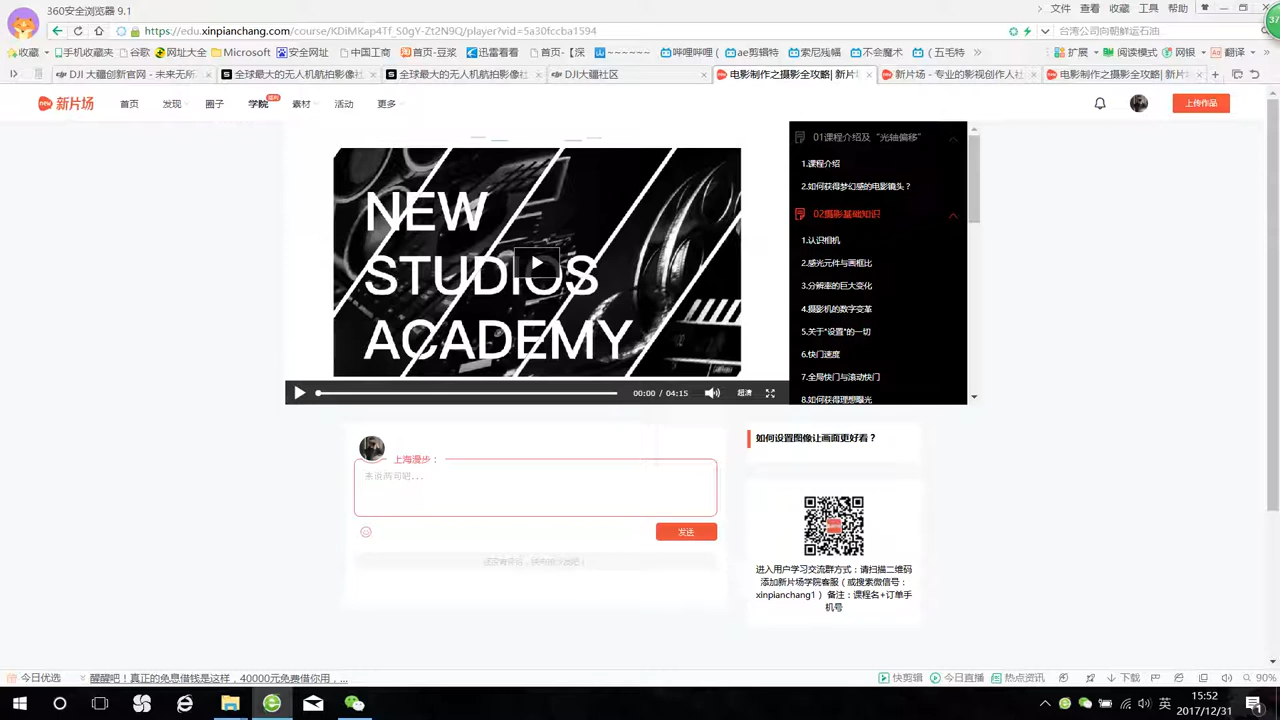 360安全浏览器 9.1
文件 查看 收藏 工具 帮助
https://edu.xinpianchang.com/course/KDiMKap4Tf_S0gY-Zt2N9Q/player?vid=5a30fccba1594
台湾公司向朝鲜运石油
收藏 手机收藏夹 谷歌 网址大全 Microsoft 安全网址 中国工商 首页-豆浆 迅雷看看 首页-【深 ~~~~~~ 哔哩哔哩( ae剪辑特 索尼残幅 不会魔术 (五毛特 » 扩展 阅读模式 网银 翻译 »
DJI 大疆创新官网 - 未来无所 全球最大的无人机航拍影像社 全球最大的无人机航拍影像社 DJI大疆社区 电影制作之摄影全攻略| 新片 新片场 - 专业的影视创作人社 电影制作之摄影全攻略| 新片
新片场 首页 发现 圈子 学院 素材 活动 更多 上传作品
NEW
STUDIOS
ACADEMY
00:00 / 04:15 超清
01课程介绍及“光轴偏移”
1.课程介绍
2.如何获得梦幻感的电影镜头？
02摄影基础知识
1.认识相机
2.感光元件与画框比
3.分辨率的巨大变化
4.摄影机的数字变革
5.关于"设置"的一切
6.快门速度
7.全局快门与滚动快门
8.如何获得理想曝光
上海漫步：
来说两句吧...
发送
如何设置图像让画面更好看？
进入用户学习交流群方式：请扫描二维码
添加新片场学院客服（或搜索微信号：
xinpianchang1） 备注：课程名+订单手
机号
今日优选 醒醒吧！真正的免息借钱是这样，40000元免费借你用，... 快剪辑 今日直播 热点资讯 下载 90%
英 15:52
2017/12/31